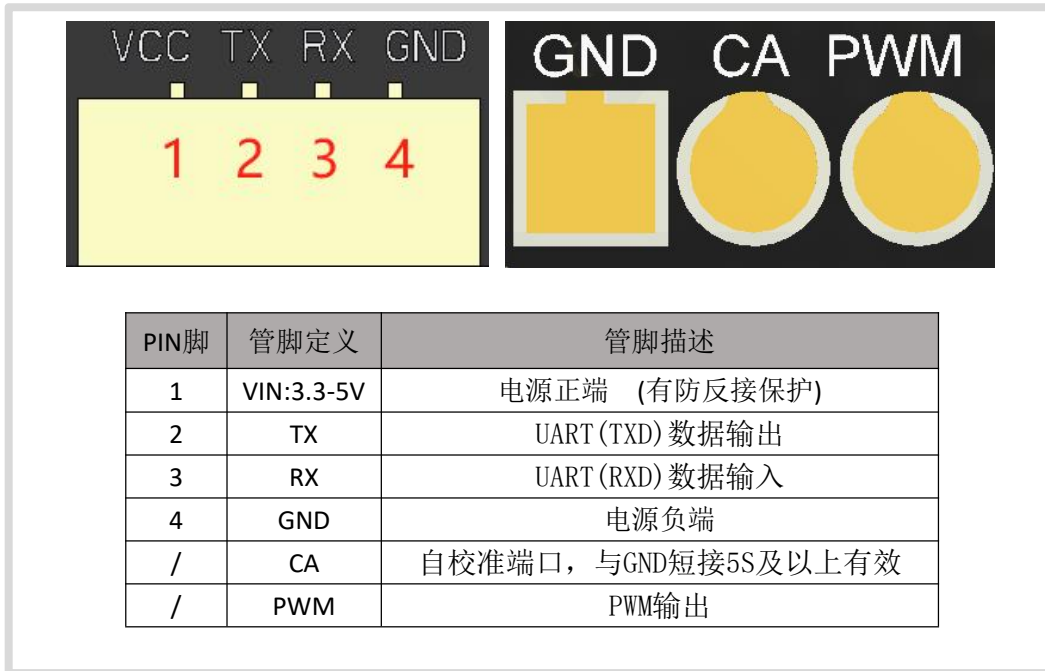 VCC TX RX GND
1 2 3 4
GND CA PWM
PIN脚 管脚定义 管脚描述
1 VIN:3.3-5V 电源正端 (有防反接保护)
2 TX UART(TXD)数据输出
3 RX UART(RXD)数据输入
4 GND 电源负端
/ CA 自校准端口，与GND短接5S及以上有效
/ PWM PWM输出